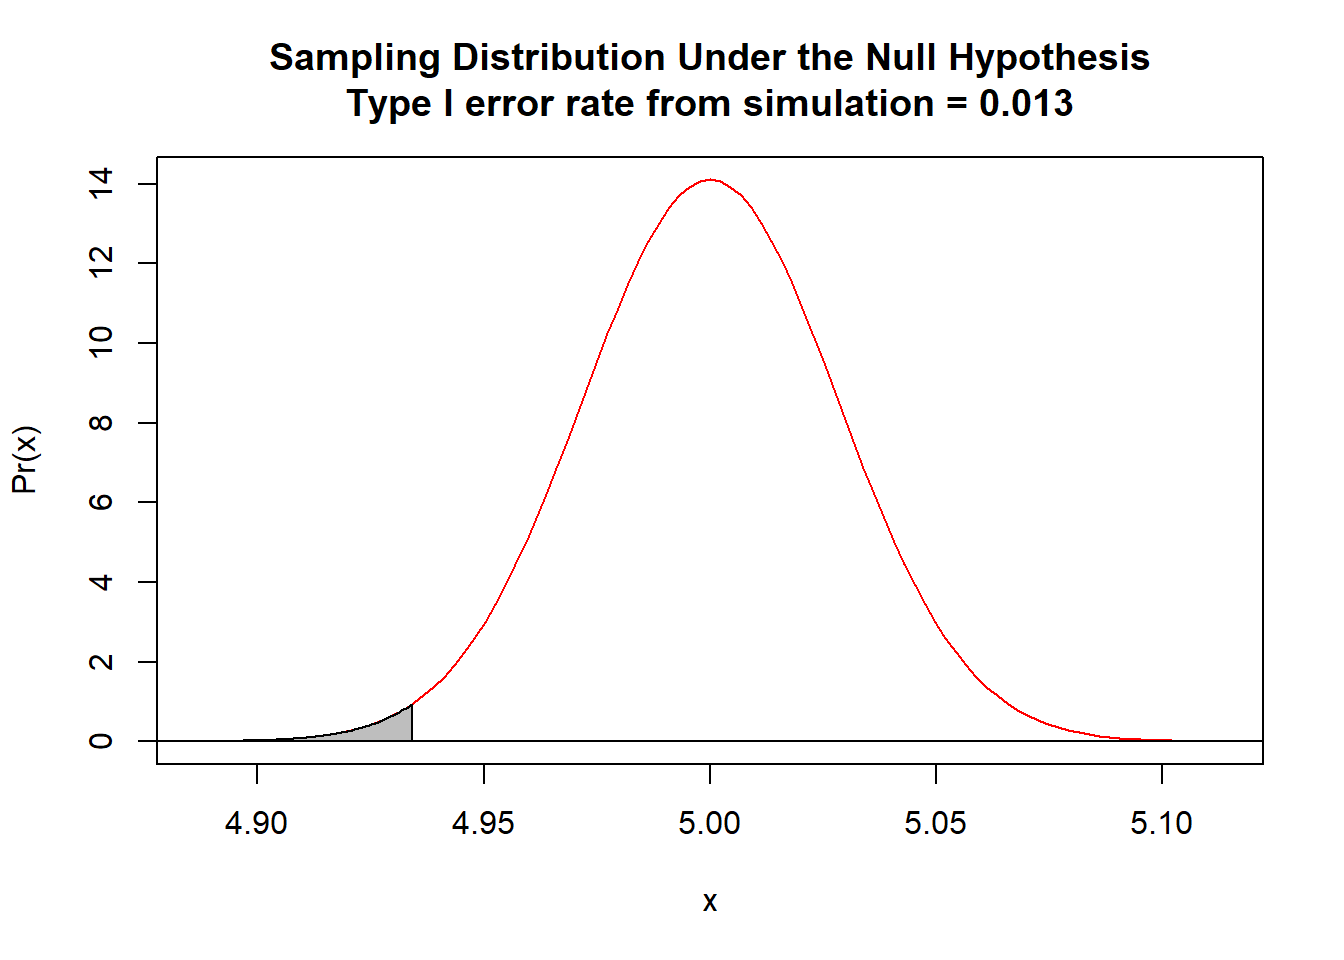 Sampling Distribution Under the Null Hypothesis
Type I error rate from simulation = 0.013
14
12
10
8
6
4
2
0
Pr(x)
4.90 4.95 5.00 5.05 5.10
x